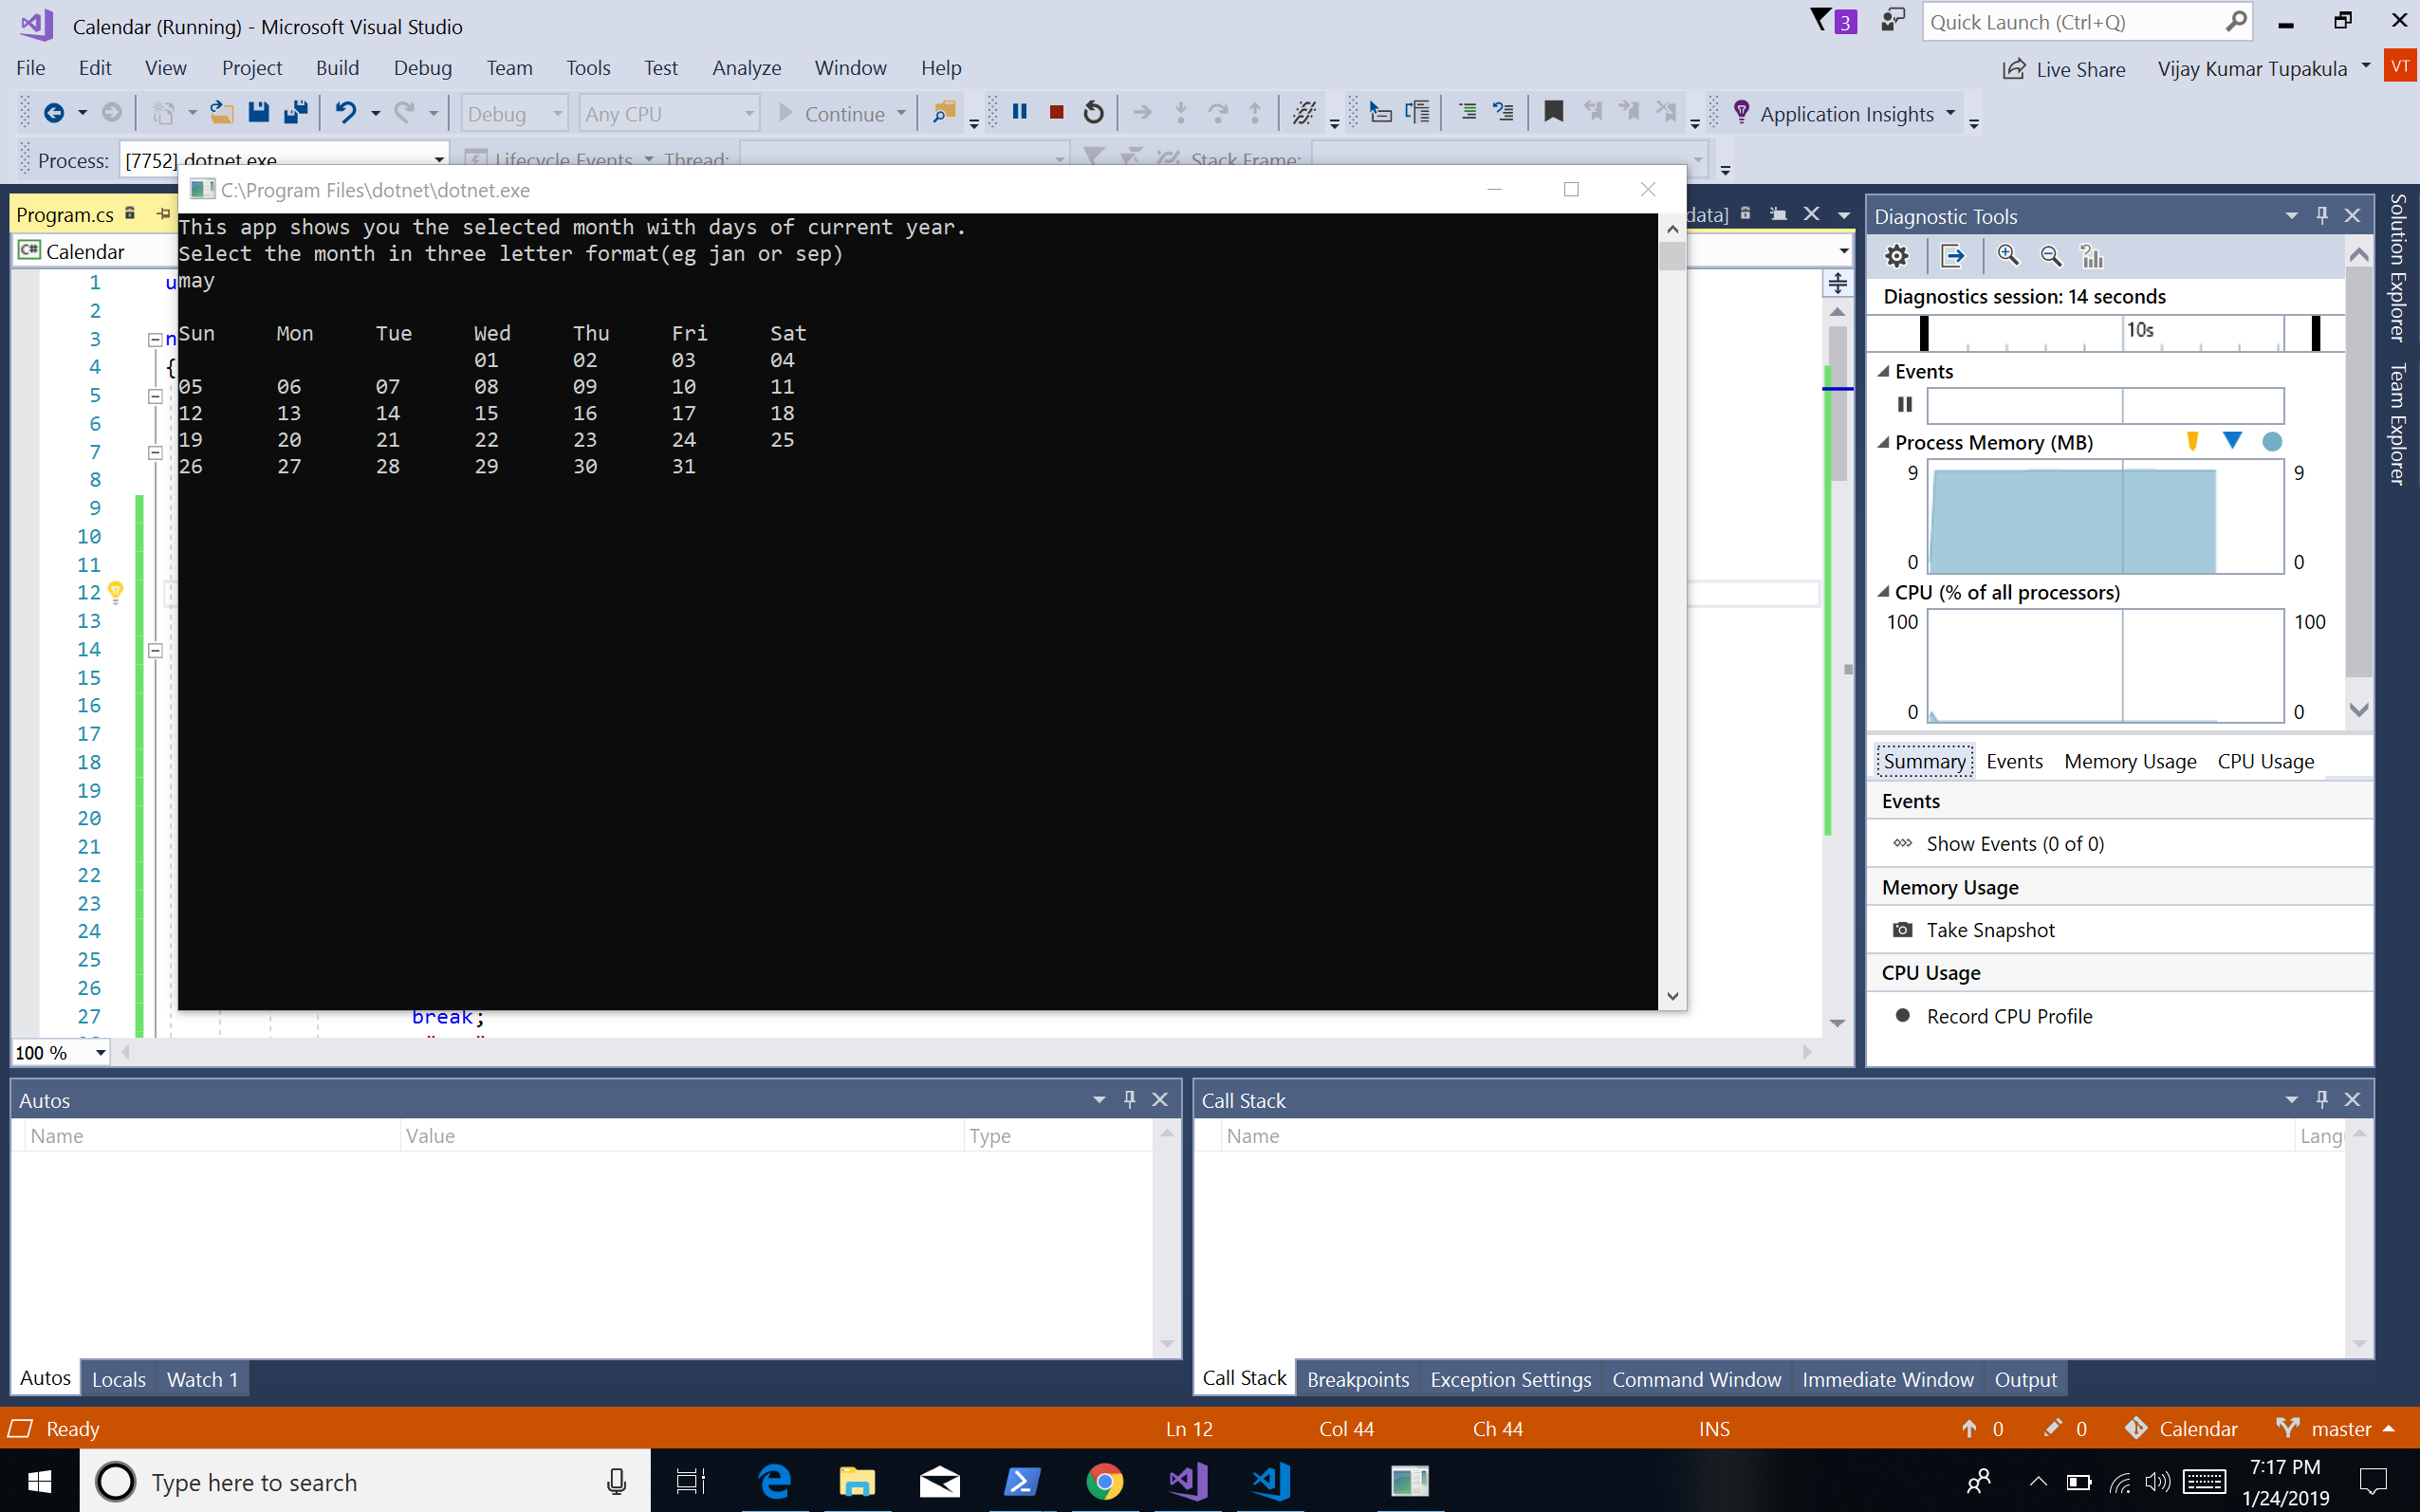 Calendar (Running) - Microsoft Visual Studio
3
Quick Launch (Ctrl+Q)
File Edit View Project Build Debug Team Tools Test Analyze Window Help
Live Share Vijay Kumar Tupakula VT
Debug Any CPU Continue Application Insights
Process: [7752] dotnet.exe Lifecycle Events Thread: Stack Frame:
C:\Program Files\dotnet\dotnet.exe
This app shows you the selected month with days of current year.
Select the month in three letter format(eg jan or sep)
may
Sun Mon Tue Wed Thu Fri Sat
01 02 03 04
05 06 07 08 09 10 11
12 13 14 15 16 17 18
19 20 21 22 23 24 25
26 27 28 29 30 31
Program.cs
data]
C# Calendar
1 u
2
3 n
4 {
5
6
7
8
9
10
11
12
13
14
15
16
17
18
19
20
21
22
23
24
25
26
27 break;
100 %
Diagnostic Tools
Diagnostics session: 14 seconds
10s
Events
Process Memory (MB)
9 9
0 0
CPU (% of all processors)
100 100
0 0
Summary Events Memory Usage CPU Usage
Events
Show Events (0 of 0)
Memory Usage
Take Snapshot
CPU Usage
Record CPU Profile
Solution Explorer
Team Explorer
Autos
Name Value Type
Autos Locals Watch 1
Call Stack
Name Lang
Call Stack Breakpoints Exception Settings Command Window Immediate Window Output
Ready Ln 12 Col 44 Ch 44 INS 0 0 Calendar master
Type here to search
7:17 PM
1/24/2019